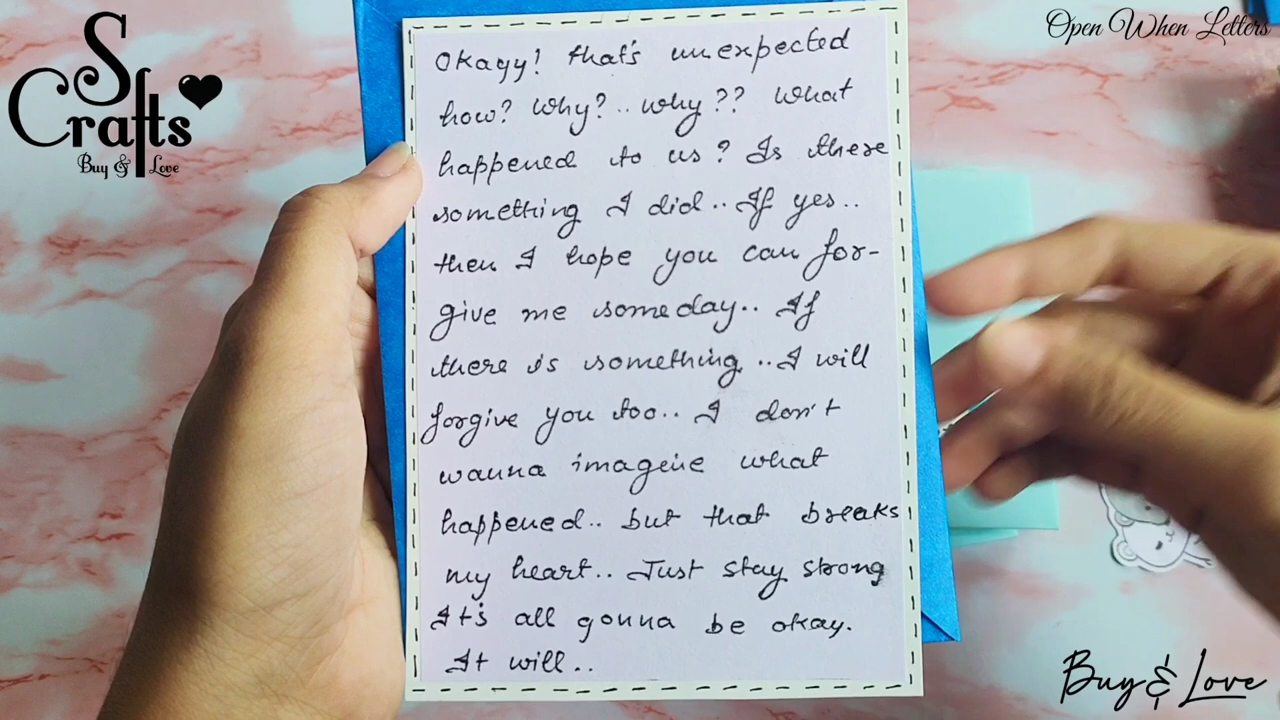 S
Crafts
Buy & Love
Open When Letters
Okayy! that's unexpected
how? Why?.. why ?? What
happened to us? Is there
something I did.. If yes..
then I hope you can for-
give me someday.. If
there is something ..I will
forgive you too.. I don't
wanna imageine what
happened.. but that breaks
my heart.. Just stay strong
It's all gonna be okay.
It will..
Buy & Love